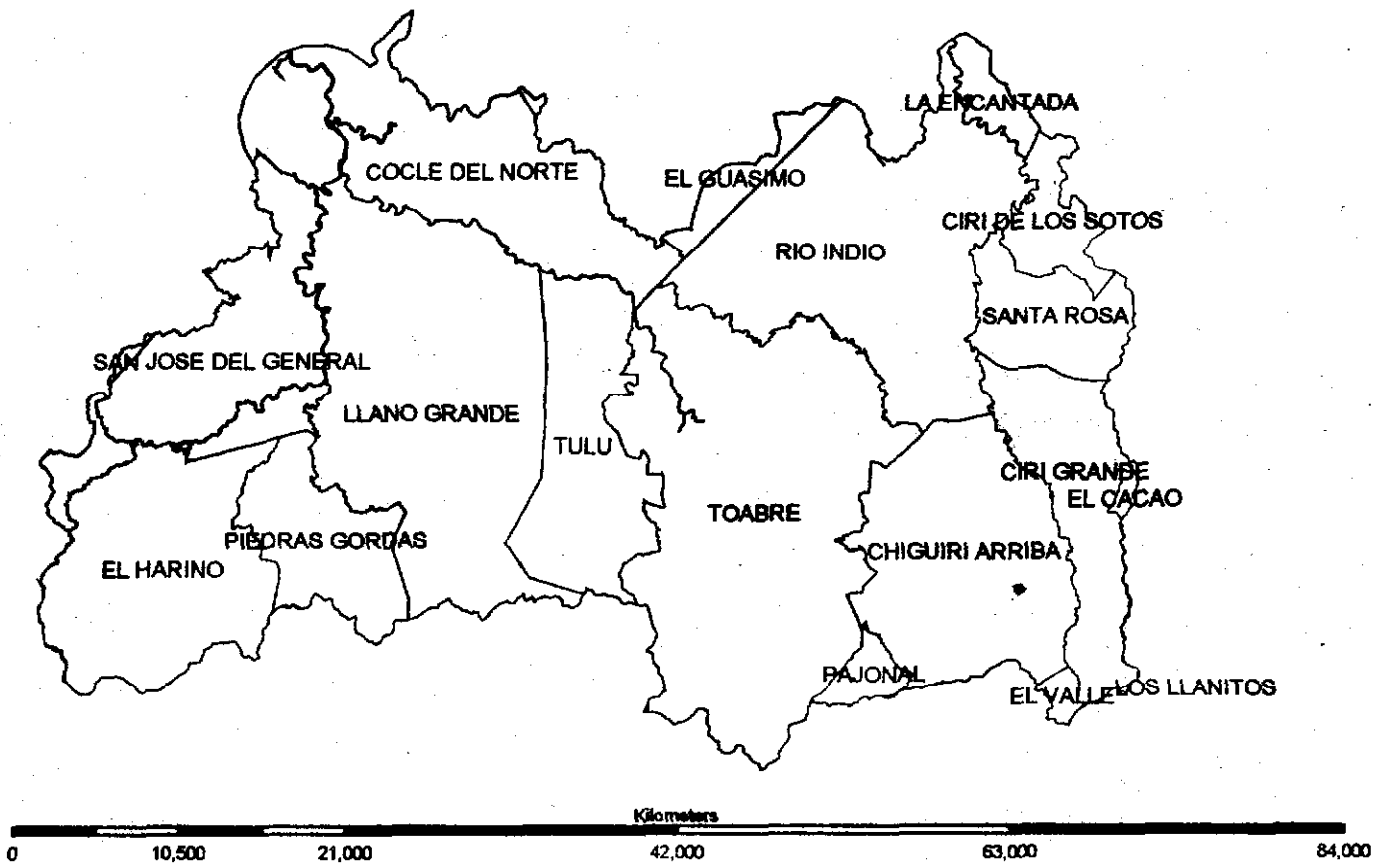 LA ENCANTADA
COCLE DEL NORTE
EL GUASIMO
CIRI DE LOS SOTOS
RIO INDIO
SANTA ROSA
SAN JOSE DEL GENERAL
LLANO GRANDE
TULU
CIRI GRANDE
EL CACAO
TOABRE
PIEDRAS GORDAS
CHIGUIRI ARRIBA
EL HARINO
PAJONAL
EL VALLE
LOS LLANITOS
Kilometers
0 10,500 21,000 42,000 63,000 84,000